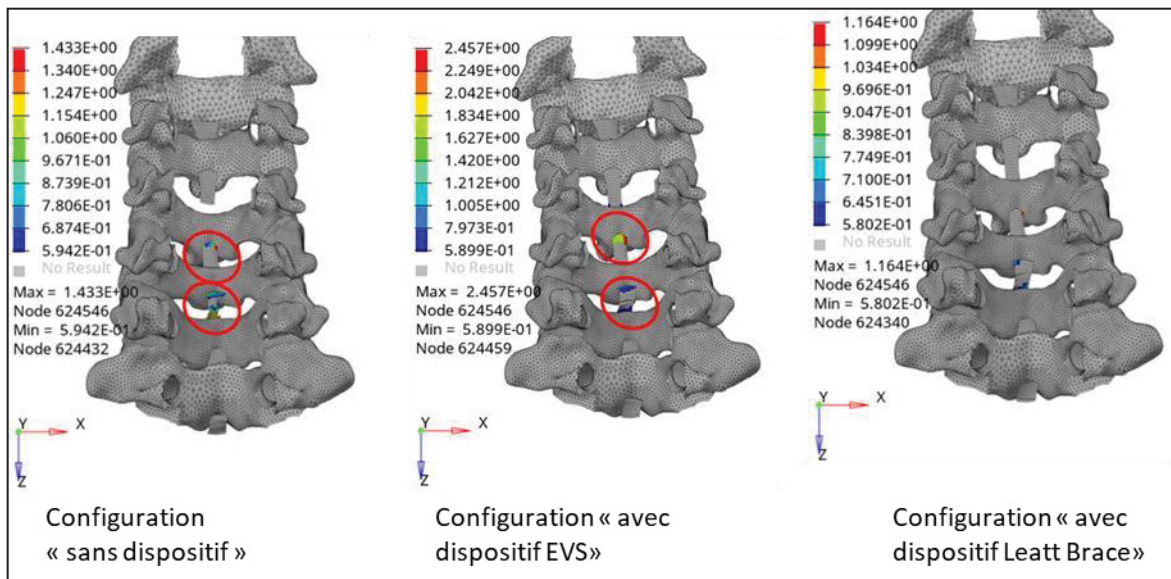 1.433E+00
1.340E+00
1.247E+00
1.154E+00
1.060E+00
9.671E-01
8.739E-01
7.806E-01
6.874E-01
5.942E-01
No Result
Max = 1.433E+00
Node 624546
Min = 5.942E-01
Node 624432
Y
X
Z
Configuration
« sans dispositif »
2.457E+00
2.249E+00
2.042E+00
1.834E+00
1.627E+00
1.420E+00
1.212E+00
1.005E+00
7.973E-01
5.899E-01
No Result
Max = 2.457E+00
Node 624546
Min = 5.899E-01
Node 624459
Y
X
Z
Configuration « avec
dispositif EVS»
1.164E+00
1.099E+00
1.034E+00
9.696E-01
9.047E-01
8.398E-01
7.749E-01
7.100E-01
6.451E-01
5.802E-01
No Result
Max = 1.164E+00
Node 624546
Min = 5.802E-01
Node 624340
Y
X
Z
Configuration « avec
dispositif Leatt Brace»